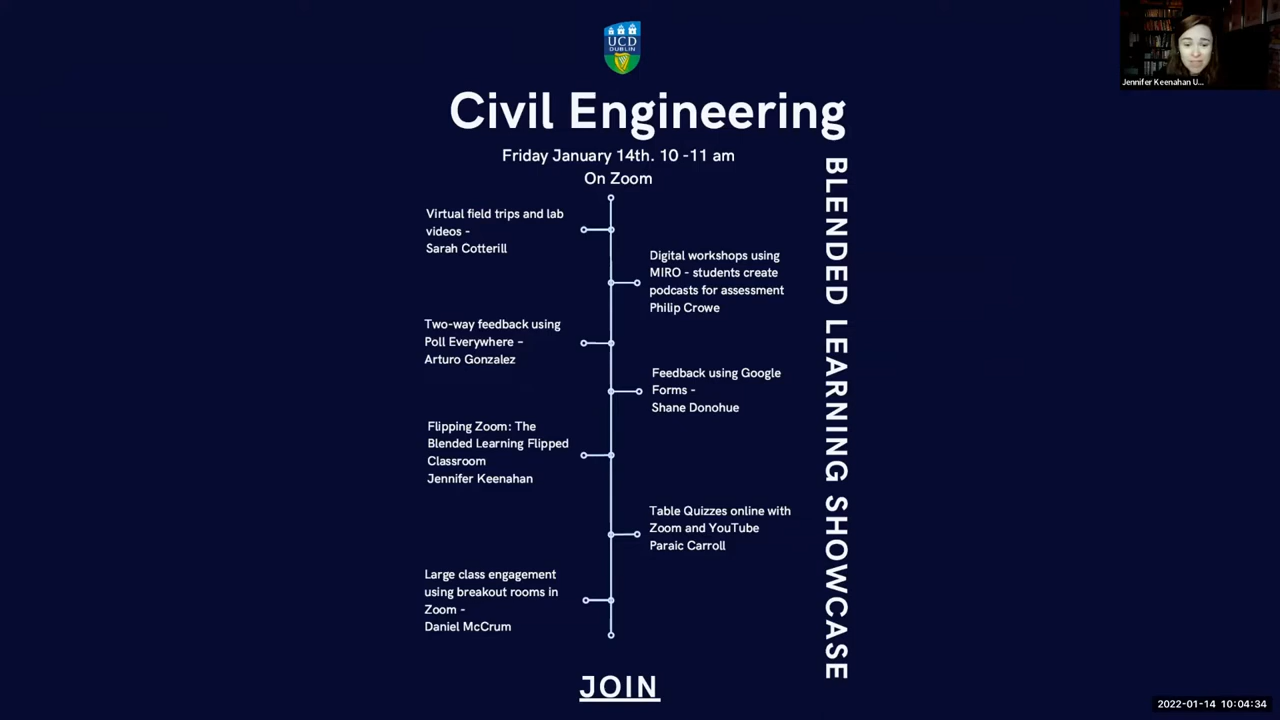 UCD
DUBLIN
Jennifer Keenahan U...
Civil Engineering
Friday January 14th. 10 -11 am
On Zoom
BLENDED LEARNING SHOWCASE
Virtual field trips and lab
videos -
Sarah Cotterill
Digital workshops using
MIRO - students create
podcasts for assessment
Philip Crowe
Two-way feedback using
Poll Everywhere –
Arturo Gonzalez
Feedback using Google
Forms -
Shane Donohue
Flipping Zoom: The
Blended Learning Flipped
Classroom
Jennifer Keenahan
Table Quizzes online with
Zoom and YouTube
Paraic Carroll
Large class engagement
using breakout rooms in
Zoom -
Daniel McCrum
JOIN
2022-01-14 10:04:34